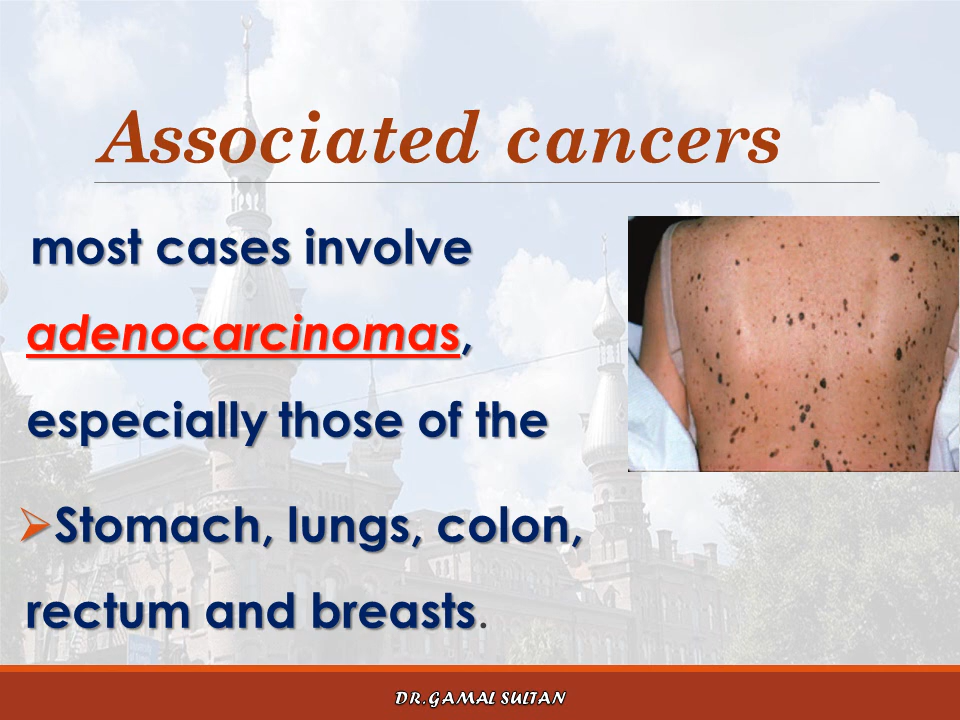 Associated cancers
most cases involve
adenocarcinomas,
especially those of the
➢Stomach, lungs, colon,
rectum and breasts.
DR.GAMAL SULTAN